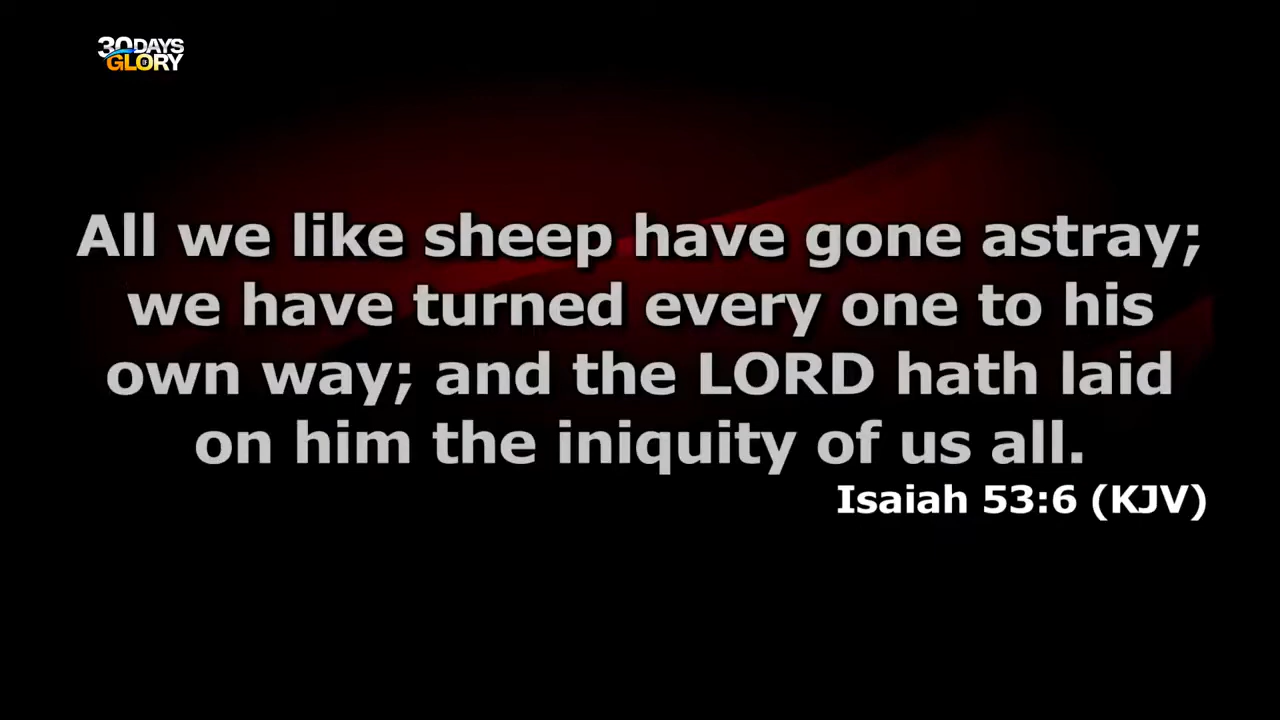 30DAYS
GLORY
All we like sheep have gone astray;
we have turned every one to his
own way; and the LORD hath laid
on him the iniquity of us all.
Isaiah 53:6 (KJV)